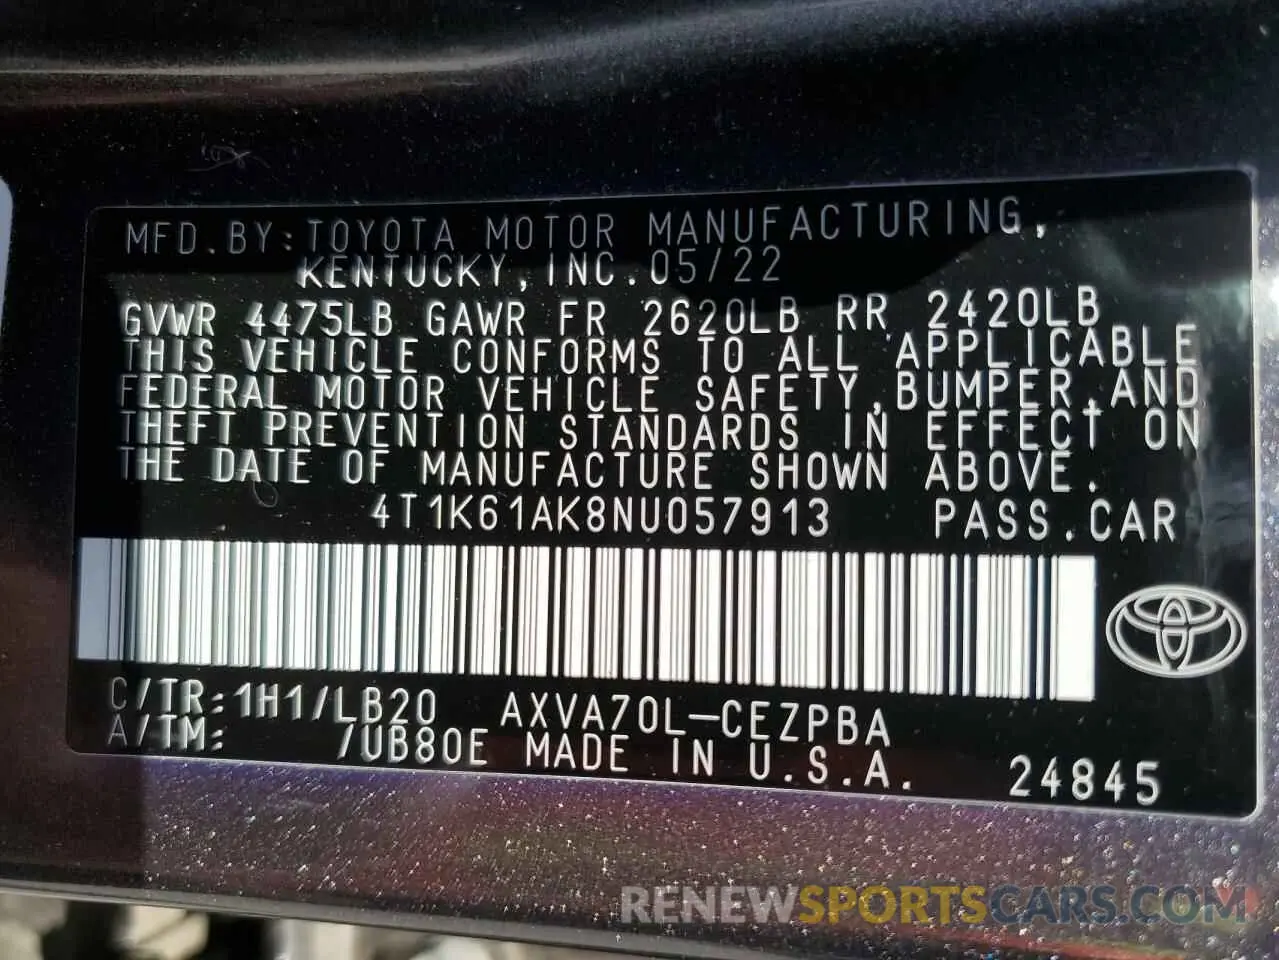 MFD.BY:TOYOTA MOTOR MANUFACTURING,
KENTUCKY,INC.05/22
GVWR 4475LB GAWR FR 2620LB RR 2420LB
THIS VEHICLE CONFORMS TO ALL APPLICABLE
FEDERAL MOTOR VEHICLE SAFETY,BUMPER,AND
THEFT PREVENTION STANDARDS IN EFFECT ON
THE DATE OF MANUFACTURE SHOWN ABOVE.
4T1K61AK8NU057913 PASS.CAR
C/TR:1H1/LB20 AXVA70L-CEZPBA
A/TM: /UB80E MADE IN U.S.A. 24845
RENEWSPORTSCARS.COM